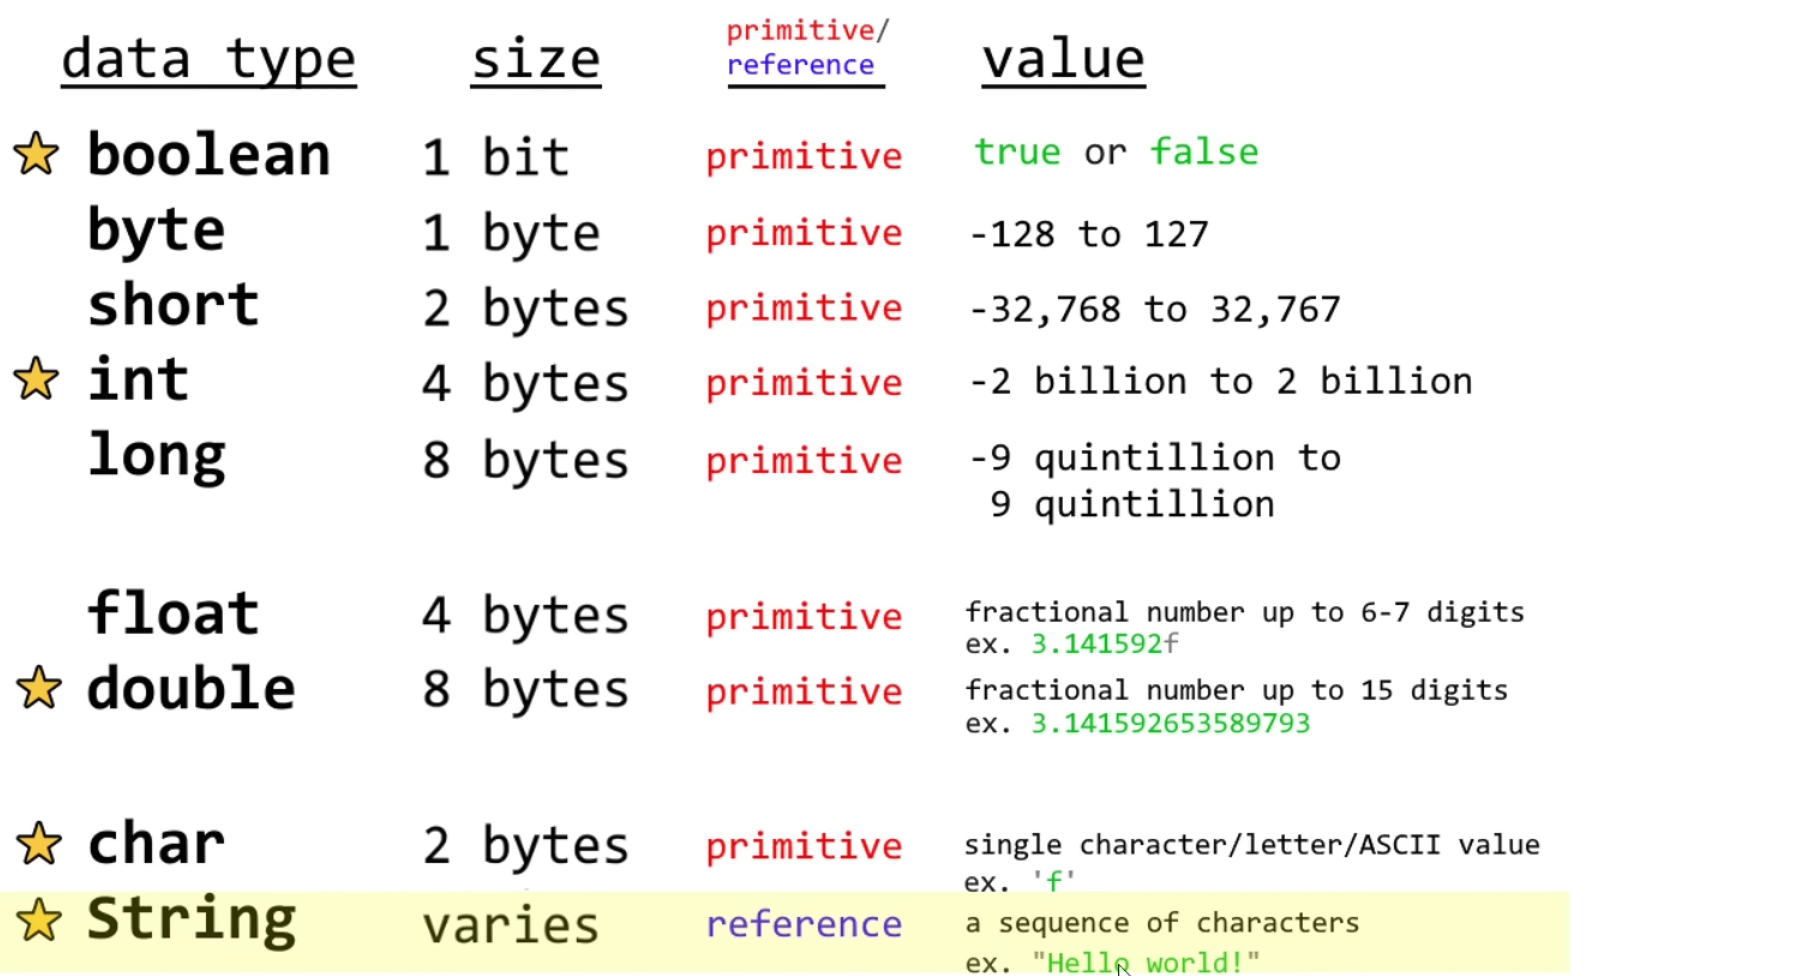 data type size primitive/ value
reference
boolean 1 bit primitive true or false
byte 1 byte primitive -128 to 127
short 2 bytes primitive -32,768 to 32,767
int 4 bytes primitive -2 billion to 2 billion
long 8 bytes primitive -9 quintillion to
9 quintillion
float 4 bytes primitive fractional number up to 6-7 digits
ex. 3.141592f
double 8 bytes primitive fractional number up to 15 digits
ex. 3.141592653589793
char 2 bytes primitive single character/letter/ASCII value
ex. 'f'
String varies reference a sequence of characters
ex. "Hello world!"